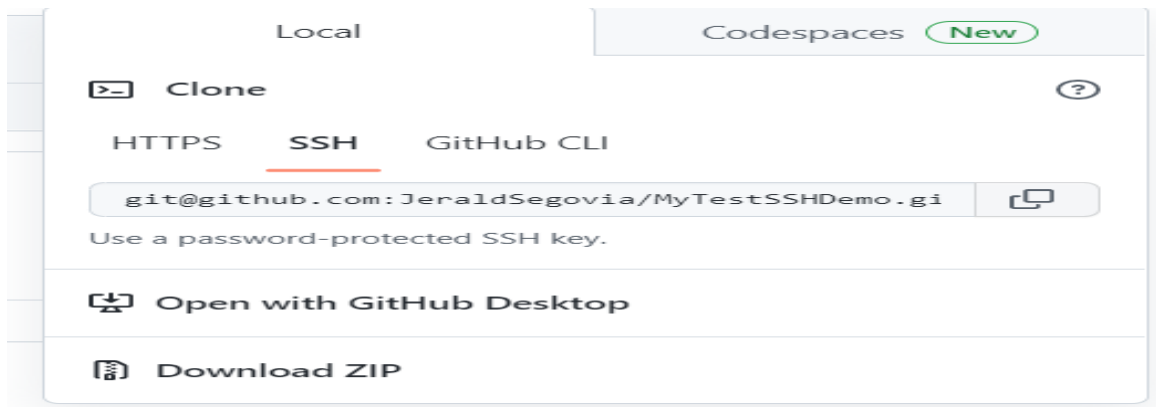 Local
Codespaces New
Clone
HTTPS SSH GitHub CLI
git@github.com:JeraldSegovia/MyTestSSHDemo.gi
Use a password-protected SSH key.
Open with GitHub Desktop
Download ZIP